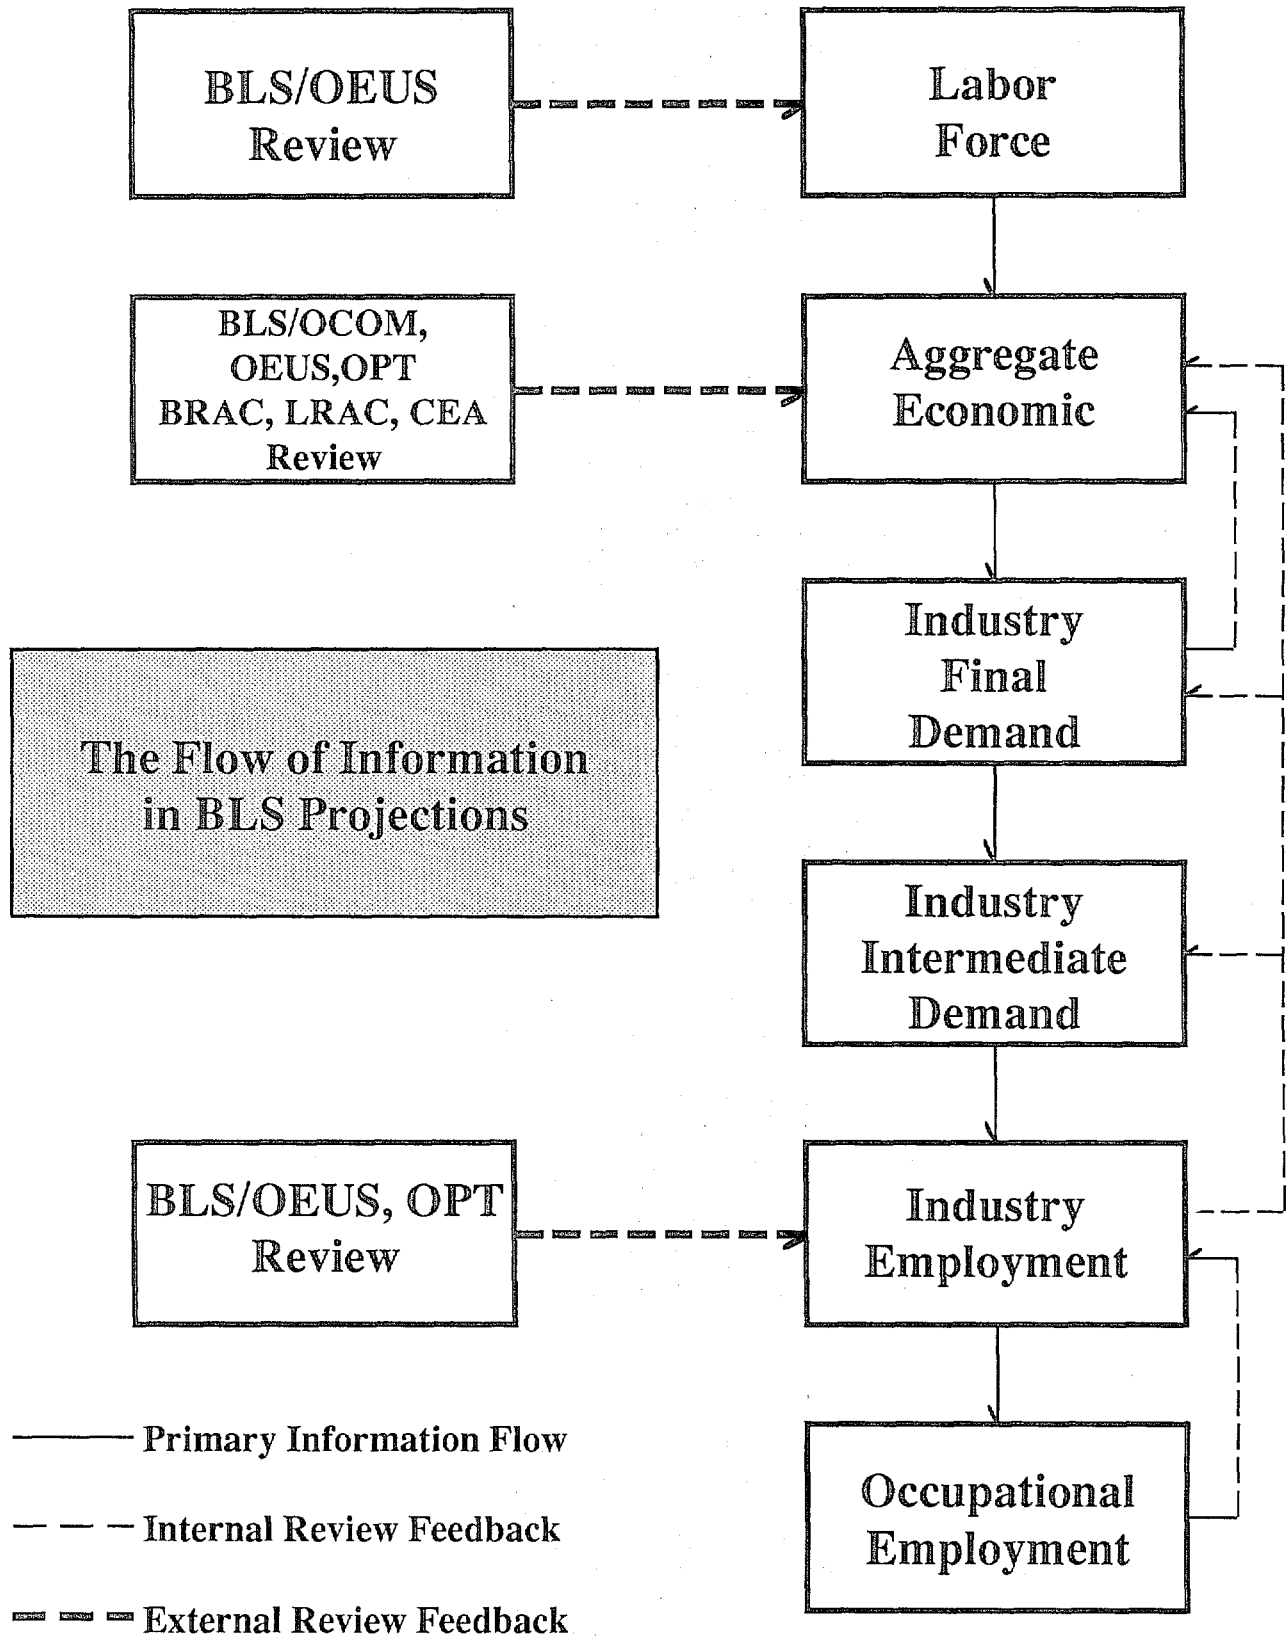 BLS/OEUS
Review
Labor
Force
BLS/OCOM,
OEUS,OPT
BRAC, LRAC, CEA
Review
Aggregate
Economic
Industry
Final
Demand
The Flow of Information
in BLS Projections
Industry
Intermediate
Demand
BLS/OEUS, OPT
Review
Industry
Employment
Primary Information Flow
Internal Review Feedback
External Review Feedback
Occupational
Employment